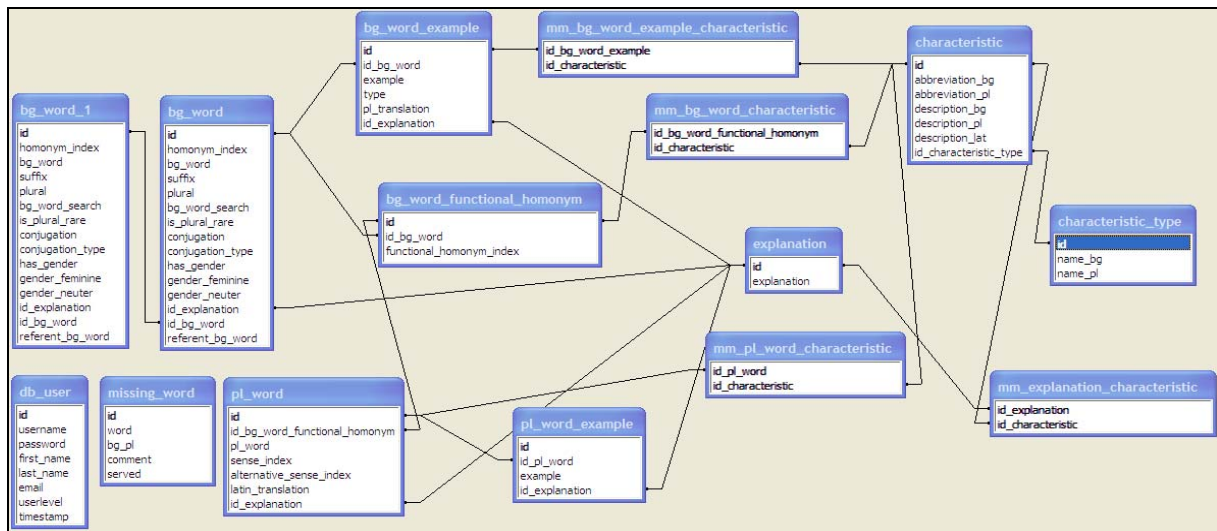 bg_word_example
id
id_bg_word
example
type
pl_translation
id_explanation
mm_bg_word_example_characteristic
id_bg_word_example
id_characteristic
characteristic
id
abbreviation_bg
abbreviation_pl
description_bg
description_pl
description_lat
id_characteristic_type
bg_word_1
id
homonym_index
bg_word
suffix
plural
bg_word_search
is_plural_rare
conjugation
conjugation_type
has_gender
gender_feminine
gender_neuter
id_explanation
id_bg_word
referent_bg_word
bg_word
id
homonym_index
bg_word
suffix
plural
bg_word_search
is_plural_rare
conjugation
conjugation_type
has_gender
gender_feminine
gender_neuter
id_explanation
id_bg_word
referent_bg_word
mm_bg_word_characteristic
id_bg_word_functional_homonym
id_characteristic
bg_word_functional_homonym
id
id_bg_word
functional_homonym_index
explanation
id
explanation
characteristic_type
id
name_bg
name_pl
mm_pl_word_characteristic
id_pl_word
id_characteristic
mm_explanation_characteristic
id_explanation
id_characteristic
db_user
id
username
password
first_name
last_name
email
userlevel
timestamp
missing_word
id
word
bg_pl
comment
served
pl_word
id
id_bg_word_functional_homonym
pl_word
sense_index
alternative_sense_index
latin_translation
id_explanation
pl_word_example
id
id_pl_word
example
id_explanation